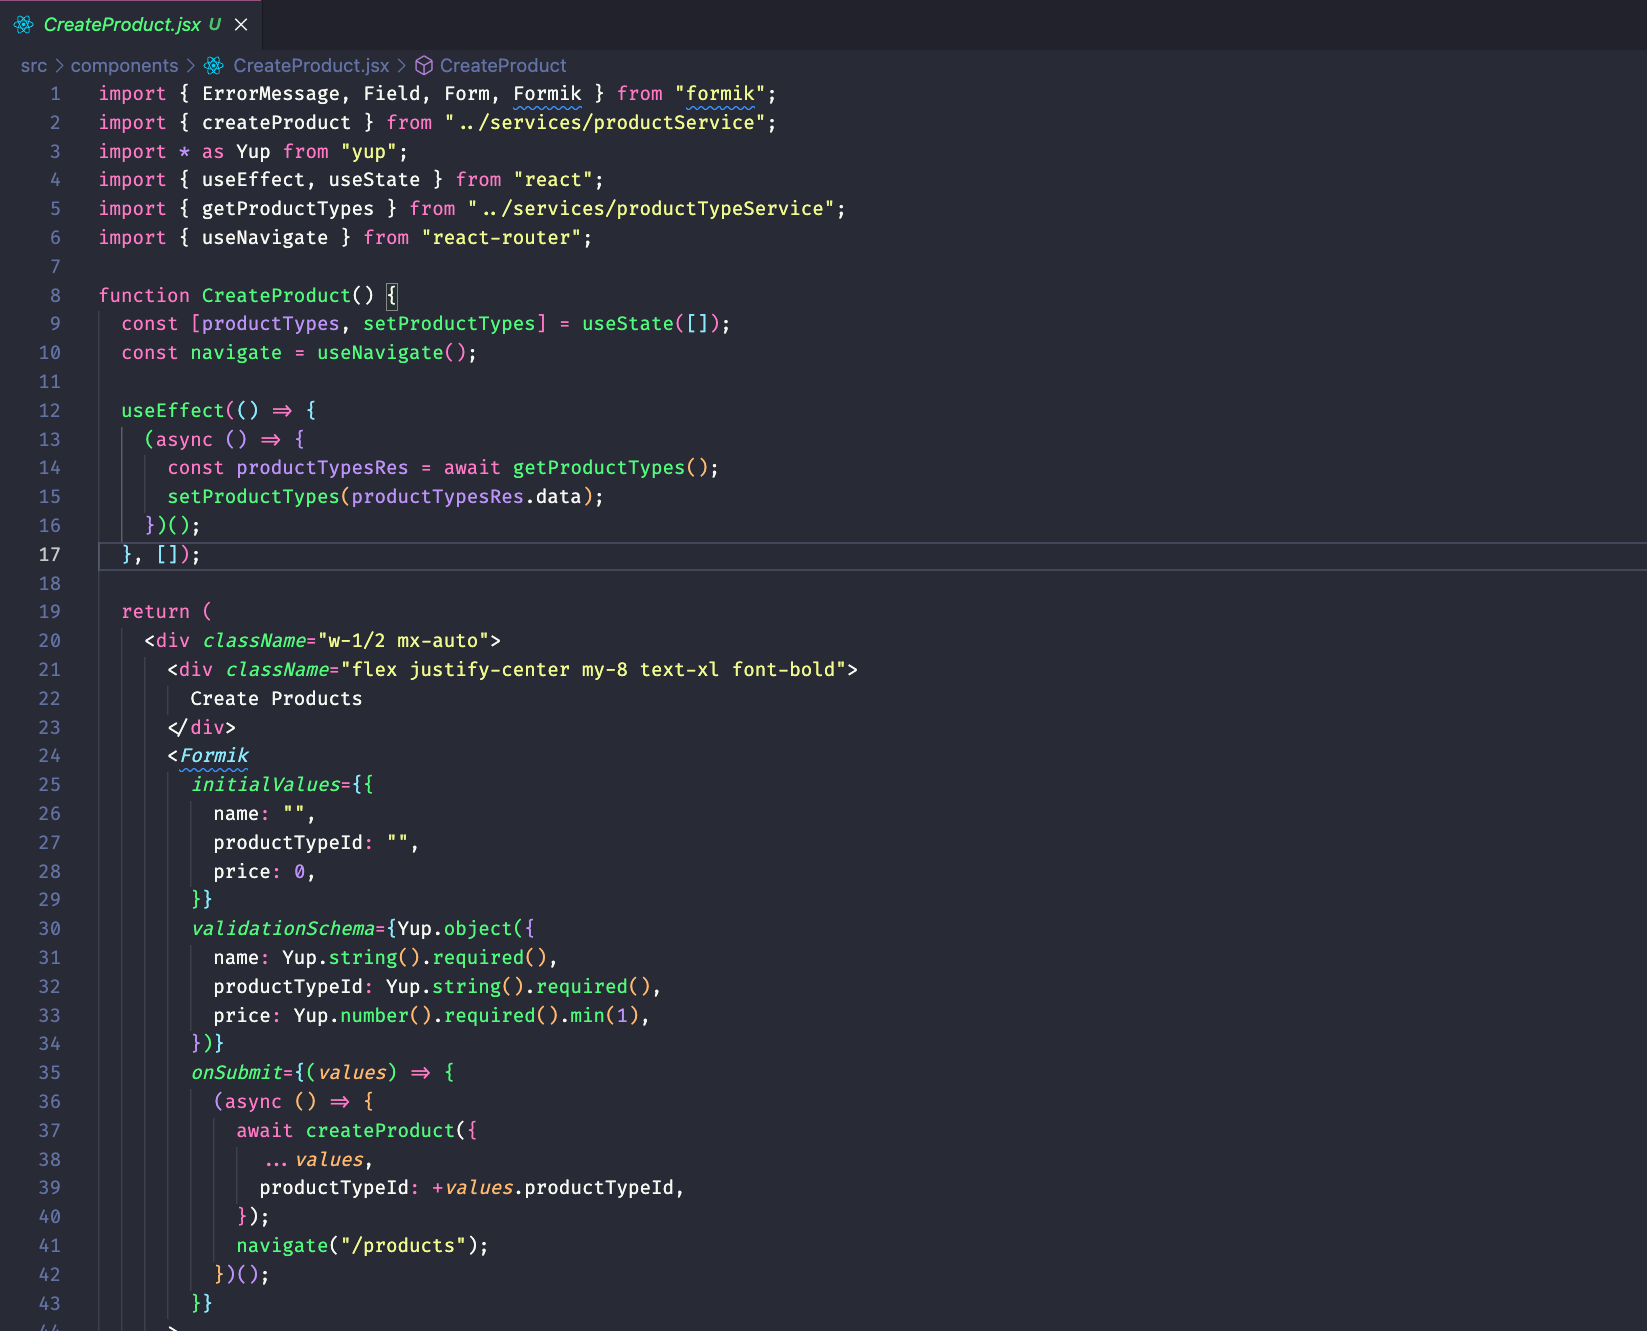 CreateProduct.jsx U
src > components > CreateProduct.jsx > CreateProduct
1 import { ErrorMessage, Field, Form, Formik } from "formik";
2 import { createProduct } from "../services/productService";
3 import * as Yup from "yup";
4 import { useEffect, useState } from "react";
5 import { getProductTypes } from "../services/productTypeService";
6 import { useNavigate } from "react-router";
7
8 function CreateProduct() {
9   const [productTypes, setProductTypes] = useState([]);
10   const navigate = useNavigate();
11
12   useEffect(() => {
13     (async () => {
14       const productTypesRes = await getProductTypes();
15       setProductTypes(productTypesRes.data);
16     })();
17   }, []);
18
19   return (
20     <div className="w-1/2 mx-auto">
21       <div className="flex justify-center my-8 text-xl font-bold">
22         Create Products
23       </div>
24       <Formik
25         initialValues={{
26           name: "",
27           productTypeId: "",
28           price: 0,
29         }}
30         validationSchema={Yup.object({
31           name: Yup.string().required(),
32           productTypeId: Yup.string().required(),
33           price: Yup.number().required().min(1),
34         })}
35         onSubmit={(values) => {
36           (async () => {
37             await createProduct({
38               ...values,
39               productTypeId: +values.productTypeId,
40             });
41             navigate("/products");
42           })();
43         }}
44       >